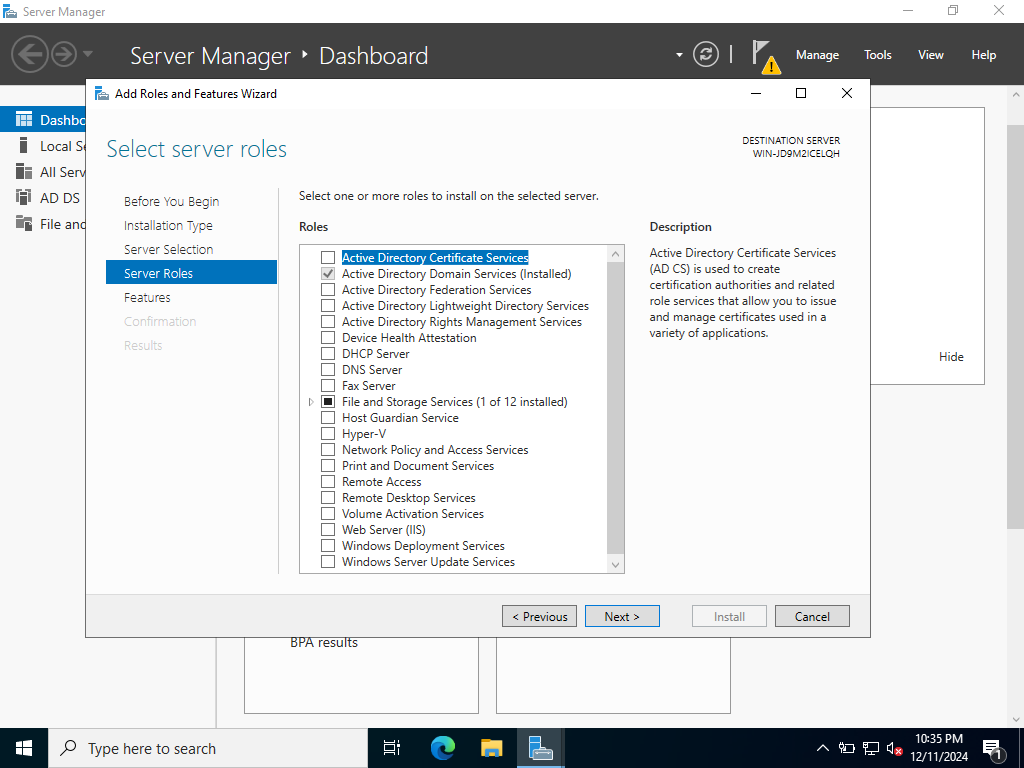 Server Manager
Server Manager ‣ Dashboard
Manage
Tools
View
Help
Dashbo
Local Se
All Serv
AD DS
File and
Add Roles and Features Wizard
Select server roles
DESTINATION SERVER
WIN-JD9M2ICELQH
Before You Begin
Installation Type
Server Selection
Server Roles
Features
Confirmation
Results
Select one or more roles to install on the selected server.
Roles
Active Directory Certificate Services
Active Directory Domain Services (Installed)
Active Directory Federation Services
Active Directory Lightweight Directory Services
Active Directory Rights Management Services
Device Health Attestation
DHCP Server
DNS Server
Fax Server
File and Storage Services (1 of 12 installed)
Host Guardian Service
Hyper-V
Network Policy and Access Services
Print and Document Services
Remote Access
Remote Desktop Services
Volume Activation Services
Web Server (IIS)
Windows Deployment Services
Windows Server Update Services
Description
Active Directory Certificate Services
(AD CS) is used to create
certification authorities and related
role services that allow you to issue
and manage certificates used in a
variety of applications.
Hide
< Previous
Next >
Install
Cancel
BPA results
Type here to search
10:35 PM
12/11/2024
1